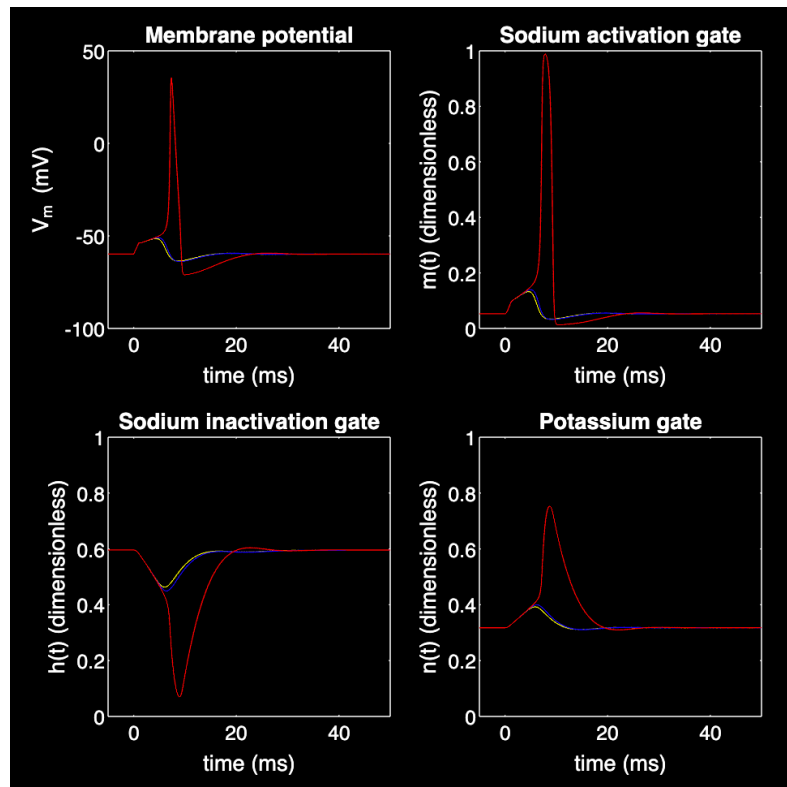 Membrane potential
50
0
-50
-100
V_m (mV)
0 20 40
time (ms)
Sodium activation gate
1
0.8
0.6
0.4
0.2
0
m(t) (dimensionless)
0 20 40
time (ms)
Sodium inactivation gate
1
0.8
0.6
0.4
0.2
0
h(t) (dimensionless)
0 20 40
time (ms)
Potassium gate
1
0.8
0.6
0.4
0.2
0
n(t) (dimensionless)
0 20 40
time (ms)